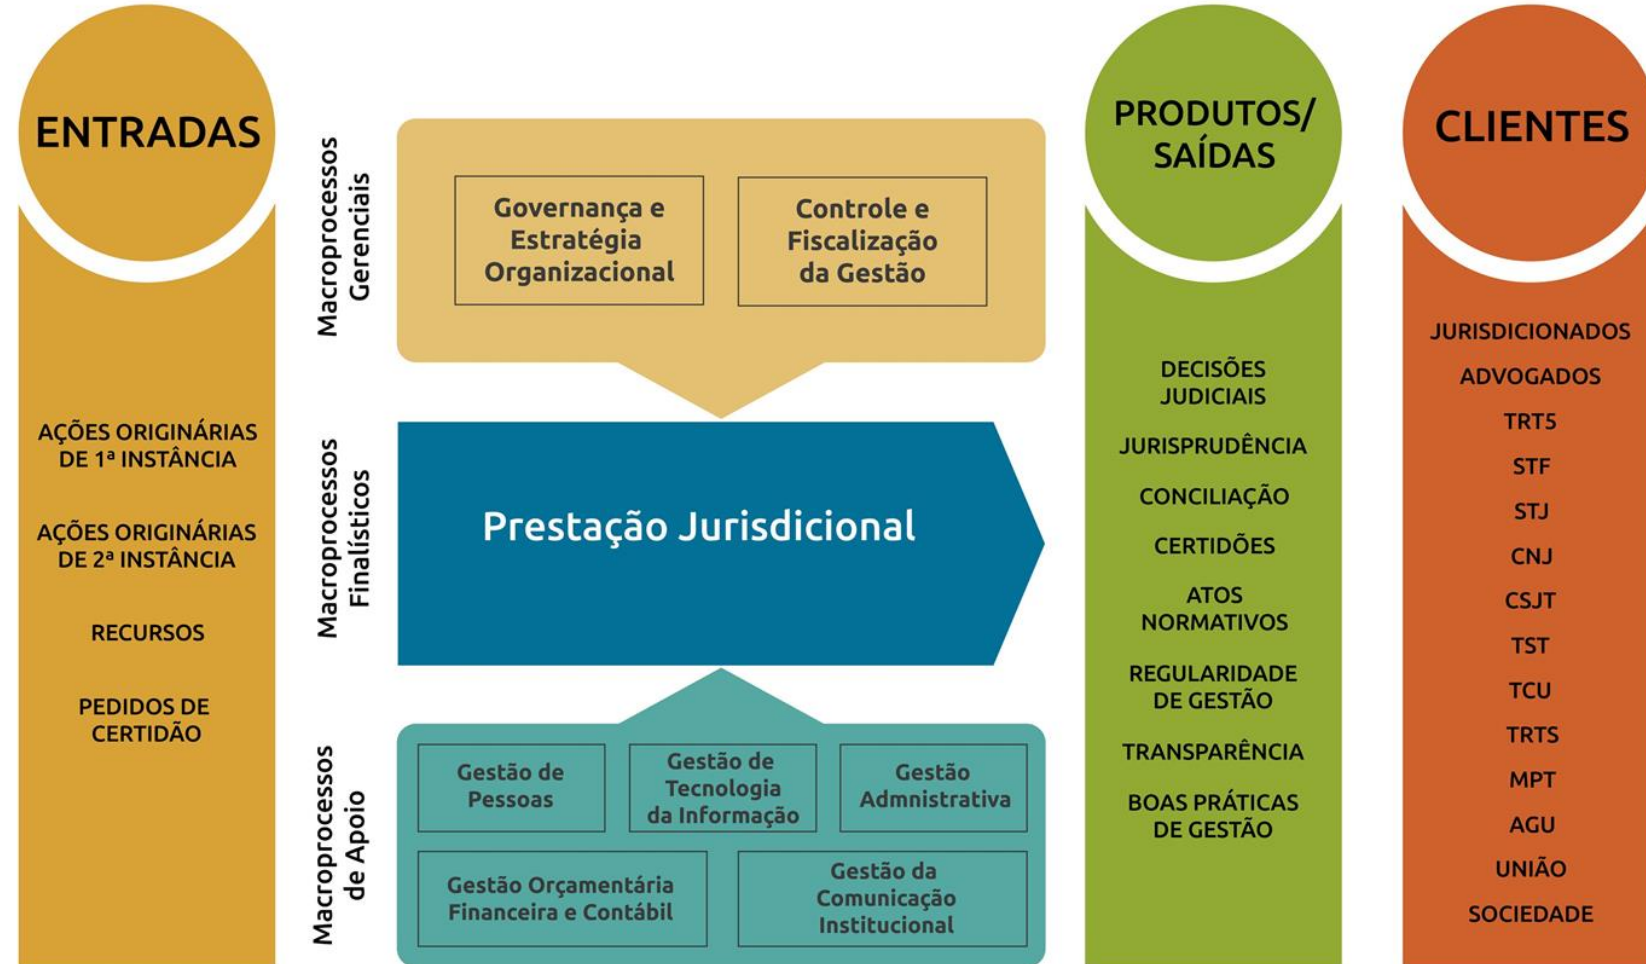 ENTRADAS
AÇÕES ORIGINÁRIAS
DE 1ª INSTÂNCIA
AÇÕES ORIGINÁRIAS
DE 2ª INSTÂNCIA
RECURSOS
PEDIDOS DE
CERTIDÃO
Macroprocessos
Gerenciais
Governança e
Estratégia
Organizacional
Controle e
Fiscalização
da Gestão
Macroprocessos
Finalísticos
Prestação Jurisdicional
Macroprocessos
de Apoio
Gestão de
Pessoas
Gestão de
Tecnologia
da Informação
Gestão
Admnistrativa
Gestão Orçamentária
Financeira e Contábil
Gestão da
Comunicação
Institucional
PRODUTOS/
SAÍDAS
DECISÕES
JUDICIAIS
JURISPRUDÊNCIA
CONCILIAÇÃO
CERTIDÕES
ATOS
NORMATIVOS
REGULARIDADE
DE GESTÃO
TRANSPARÊNCIA
BOAS PRÁTICAS
DE GESTÃO
CLIENTES
JURISDICIONADOS
ADVOGADOS
TRT5
STF
STJ
CNJ
CSJT
TST
TCU
TRTS
MPT
AGU
UNIÃO
SOCIEDADE